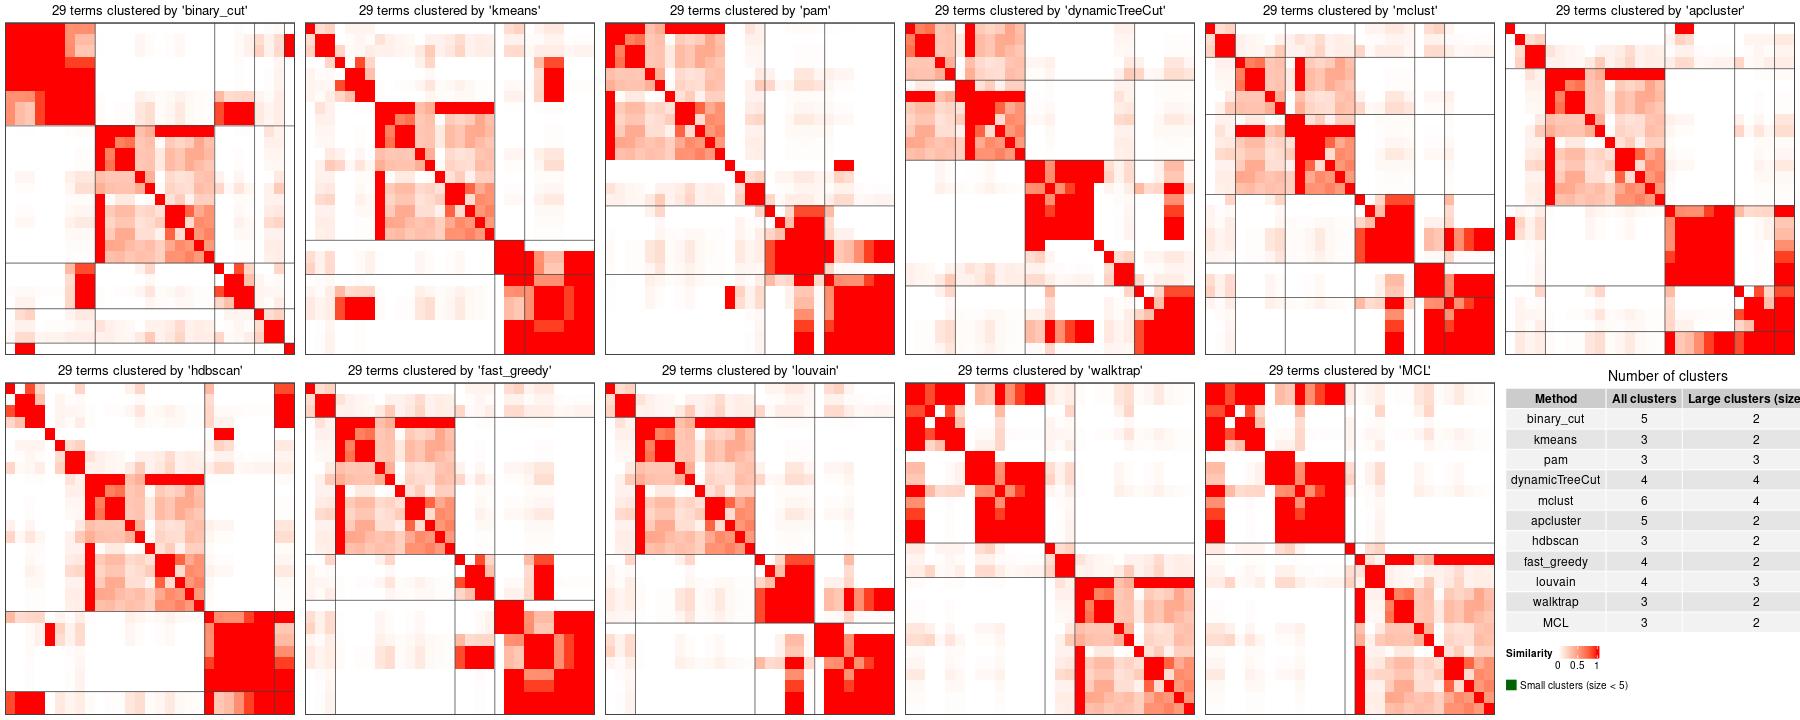 29 terms clustered by 'binary_cut'
29 terms clustered by 'kmeans'
29 terms clustered by 'pam'
29 terms clustered by 'dynamicTreeCut'
29 terms clustered by 'mclust'
29 terms clustered by 'apcluster'
29 terms clustered by 'hdbscan'
29 terms clustered by 'fast_greedy'
29 terms clustered by 'louvain'
29 terms clustered by 'walktrap'
29 terms clustered by 'MCL'
Number of clusters
Method All clusters Large clusters (size
binary_cut 5 2
kmeans 3 2
pam 3 3
dynamicTreeCut 4 4
mclust 6 4
apcluster 5 2
hdbscan 3 2
fast_greedy 4 2
louvain 4 3
walktrap 3 2
MCL 3 2
Similarity
0 0.5 1
Small clusters (size < 5)